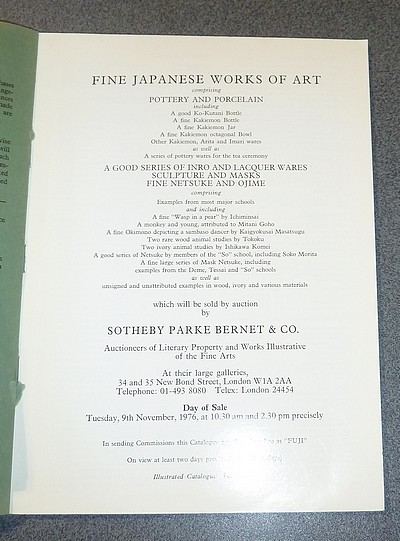 FINE JAPANESE WORKS OF ART
comprising
POTTERY AND PORCELAIN
including
A good Ko-Kutani Bottle
A fine Kakiemon Bottle
A fine Kakiemon Jar
A fine Kakiemon octagonal Bowl
Other Kakiemon, Arita and Imari wares
as well as
A series of pottery wares for the tea ceremony
A GOOD SERIES OF INRO AND LACQUER WARES
SCULPTURE AND MASKS
FINE NETSUKE AND OJIME
comprising
Examples from most major schools
and including
A fine "Wasp in a pear" by Ichiminsai
A monkey and young, attributed to Mitani Goho
A fine Okimono depicting a sambaso dancer by Kaigyokusai Masatsugu
Two rare wood animal studies by Tokoku
Two ivory animal studies by Ishikawa Komei
A good series of Netsuke by members of the "So" school, including Soko Morita
A fine large series of Mask Netsuke, including
examples from the Deme, Tessai and "So" schools
as well as
unsigned and unattributed examples in wood, ivory and various materials
which will be sold by auction
by
SOTHEBY PARKE BERNET & CO.
Auctioneers of Literary Property and Works Illustrative
of the Fine Arts
At their large galleries,
34 and 35 New Bond Street, London W1A 2AA
Telephone: 01-493 8080 Telex: London 24454
Day of Sale
Tuesday, 9th November, 1976, at 10.30 am and 2.30 pm precisely
In sending Commissions this Catalogue as "FUJI"
On view at least two days
Illustrated Catalogue